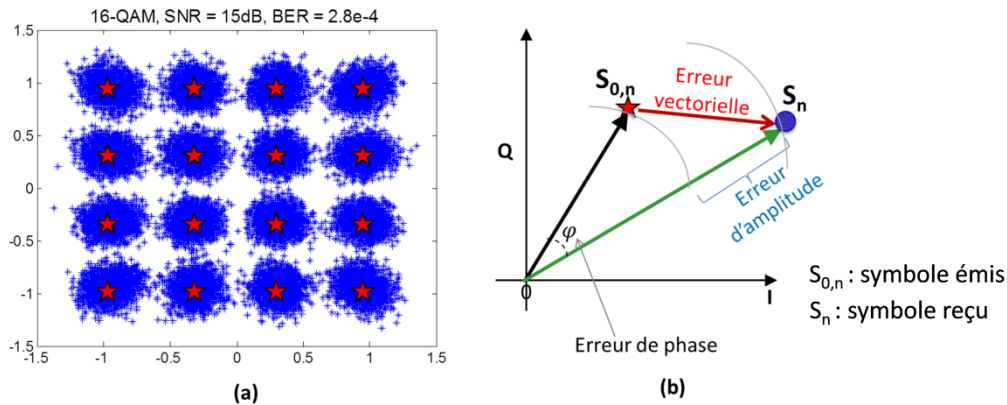 16-QAM, SNR = 15dB, BER = 2.8e-4
1.5
1
0.5
0
-0.5
-1
-1.5
-1.5
-1
-0.5
0
0.5
1
1.5
(a)
Q
S0,n
Erreur
vectorielle
Sn
Erreur
d'amplitude
φ
0
I
Erreur de phase
S0,n : symbole émis
Sn : symbole reçu
(b)